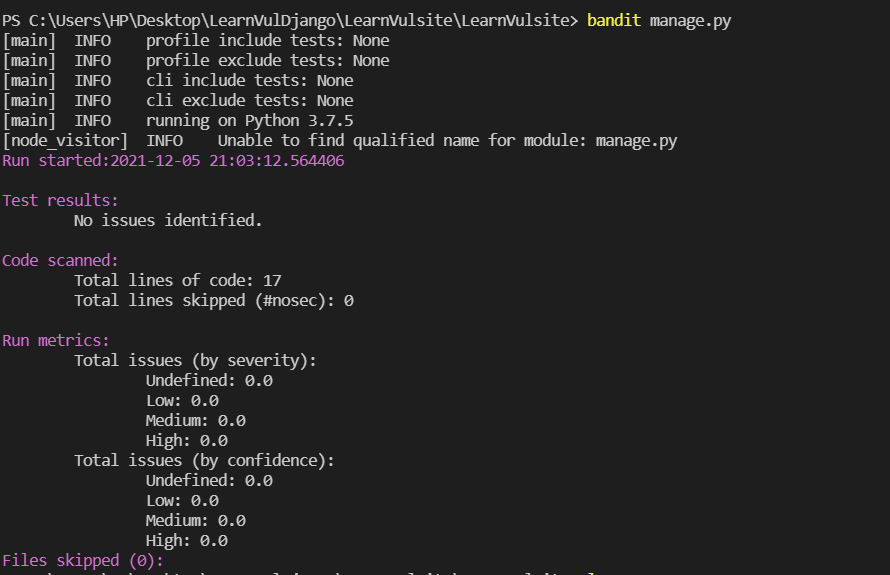 PS C:\Users\HP\Desktop\LearnVulDjango\LearnVulsite\LearnVulsite> bandit manage.py
[main]  INFO    profile include tests: None
[main]  INFO    profile exclude tests: None
[main]  INFO    cli include tests: None
[main]  INFO    cli exclude tests: None
[main]  INFO    running on Python 3.7.5
[node_visitor]  INFO    Unable to find qualified name for module: manage.py
Run started:2021-12-05 21:03:12.564406
Test results:
No issues identified.
Code scanned:
Total lines of code: 17
Total lines skipped (#nosec): 0
Run metrics:
Total issues (by severity):
Undefined: 0.0
Low: 0.0
Medium: 0.0
High: 0.0
Total issues (by confidence):
Undefined: 0.0
Low: 0.0
Medium: 0.0
High: 0.0
Files skipped (0):